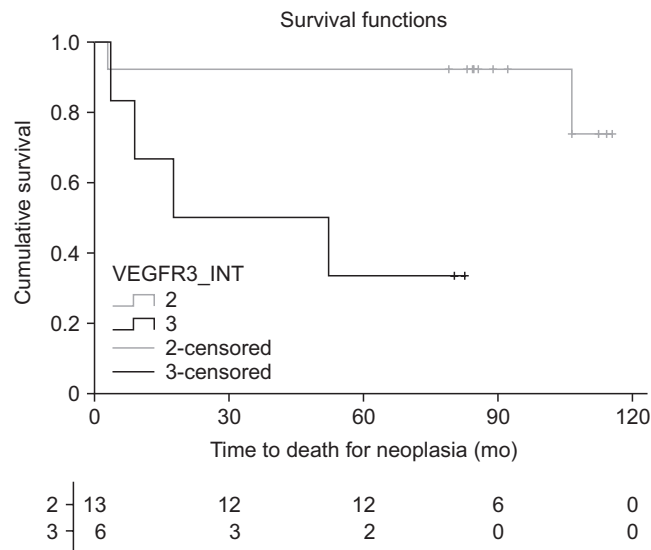 Survival functions
1.0
0.8
0.6
0.4
0.2
0
Cumulative survival
VEGFR3_INT
2
3
2-censored
3-censored
0 30 60 90 120
Time to death for neoplasia (mo)
2 13 12 12 6 0
3 6 3 2 0 0